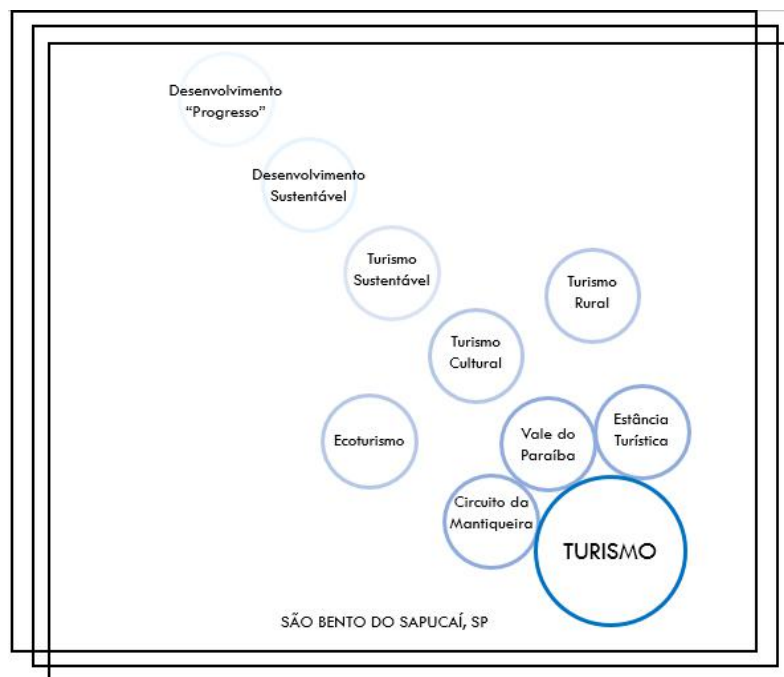 Desenvolvimento
“Progresso”
Desenvolvimento
Sustentável
Turismo
Sustentável
Turismo
Rural
Turismo
Cultural
Ecoturismo
Vale do
Paraíba
Estância
Turística
Circuito da
Mantiqueira
TURISMO
SÃO BENTO DO SAPUCAÍ, SP